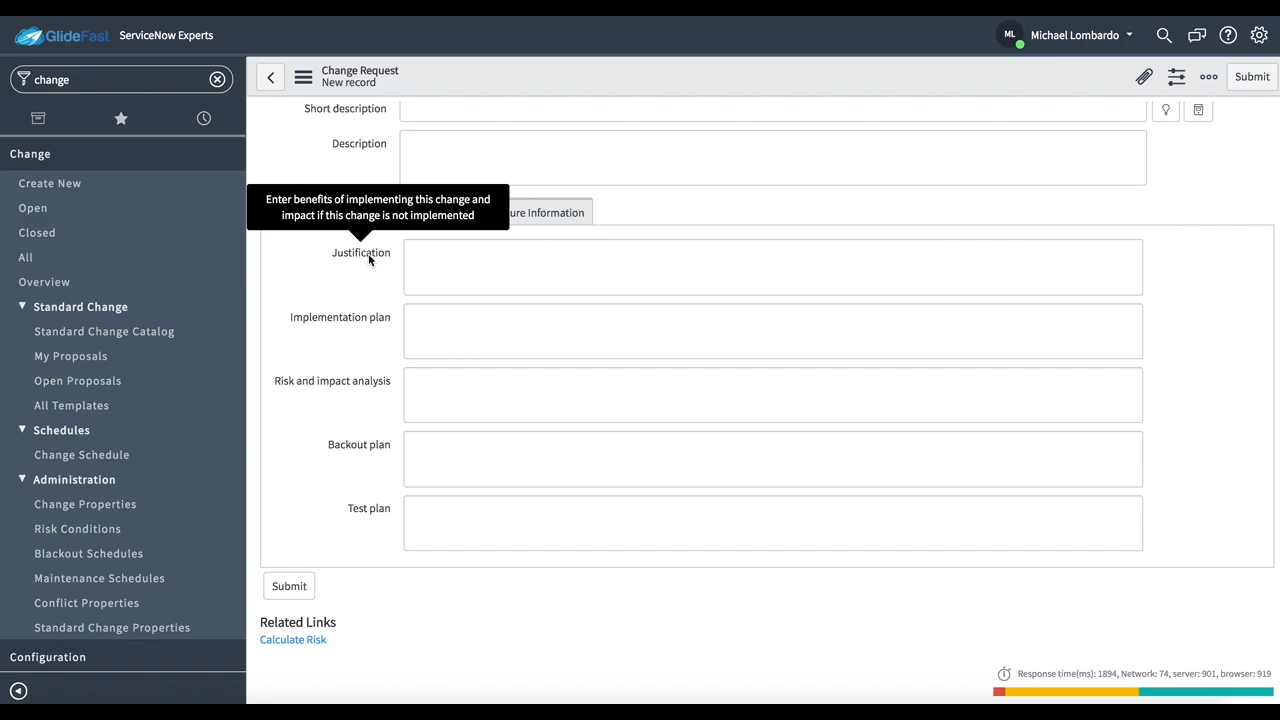 GlideFast ServiceNow Experts
ML Michael Lombardo
change
Change Request
New record
Submit
Change
Create New
Open
Closed
All
Overview
Standard Change
Standard Change Catalog
My Proposals
Open Proposals
All Templates
Schedules
Change Schedule
Administration
Change Properties
Risk Conditions
Blackout Schedules
Maintenance Schedules
Conflict Properties
Standard Change Properties
Configuration
Short description
Description
Enter benefits of implementing this change and
impact if this change is not implemented
ure Information
Justification
Implementation plan
Risk and impact analysis
Backout plan
Test plan
Submit
Related Links
Calculate Risk
Response time(ms): 1894, Network: 74, server: 901, browser: 919